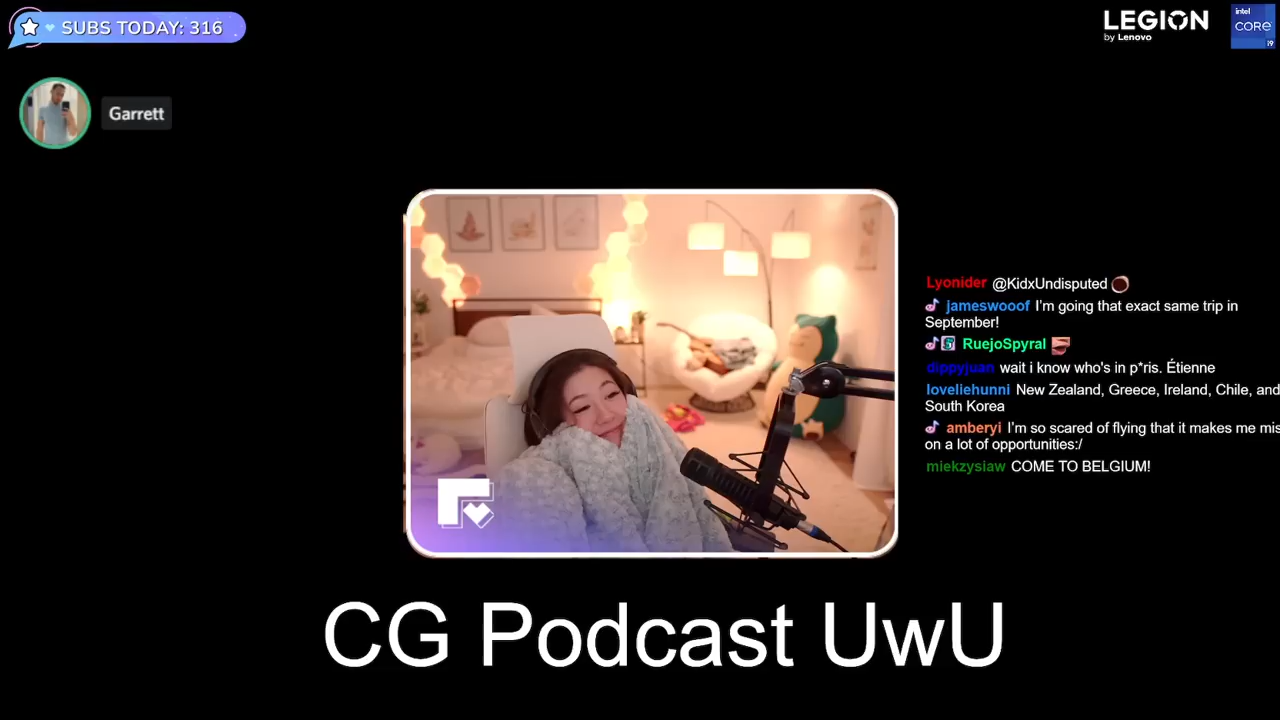 SUBS TODAY: 316
LEGION
by Lenovo
intel
CORE
i9
Garrett
Lyonider @KidxUndisputed
jameswooof I'm going that exact same trip in
September!
RuejoSpyral
dippyjuan wait i know who's in p*ris. Étienne
loveliehunni New Zealand, Greece, Ireland, Chile, and
South Korea
amberyi I'm so scared of flying that it makes me mis
on a lot of opportunities:/
miekzysiaw COME TO BELGIUM!
CG Podcast UwU